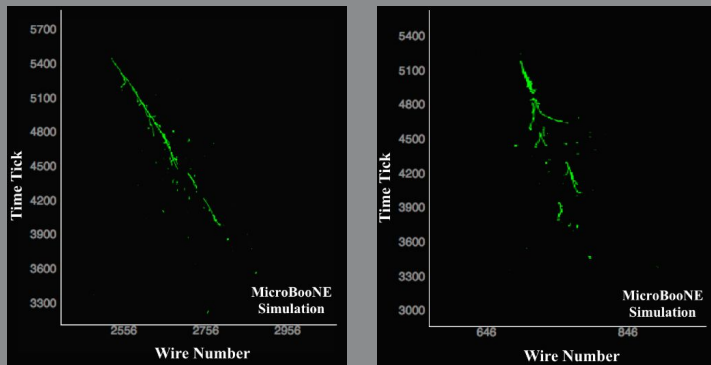 5700
5400
5100
4800
4500
4200
3900
3600
3300
Time Tick
MicroBooNE
Simulation
2556 2756 2956
Wire Number
5400
5100
4800
4500
4200
3900
3600
3300
3000
Time Tick
MicroBooNE
Simulation
646 846
Wire Number